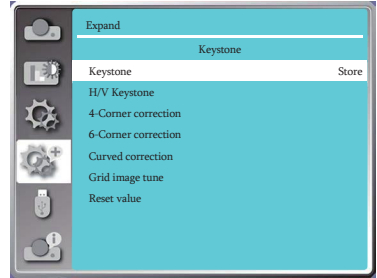 Expand
Keystone
Keystone Store
H/V Keystone
4-Corner correction
6-Corner correction
Curved correction
Grid image tune
Reset value